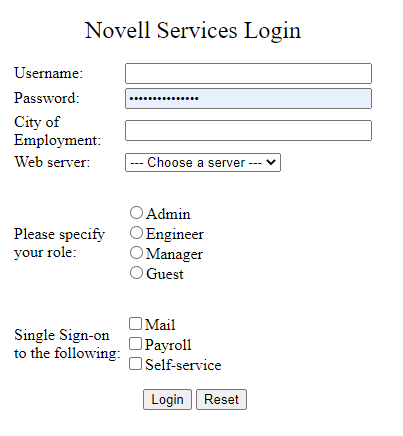 Novell Services Login
Username:
Password: •••••••••••••••
City of
Employment:
Web server: --- Choose a server ---
Admin
Please specify Engineer
your role: Manager
Guest
Mail
Single Sign-on Payroll
to the following: Self-service
Login Reset